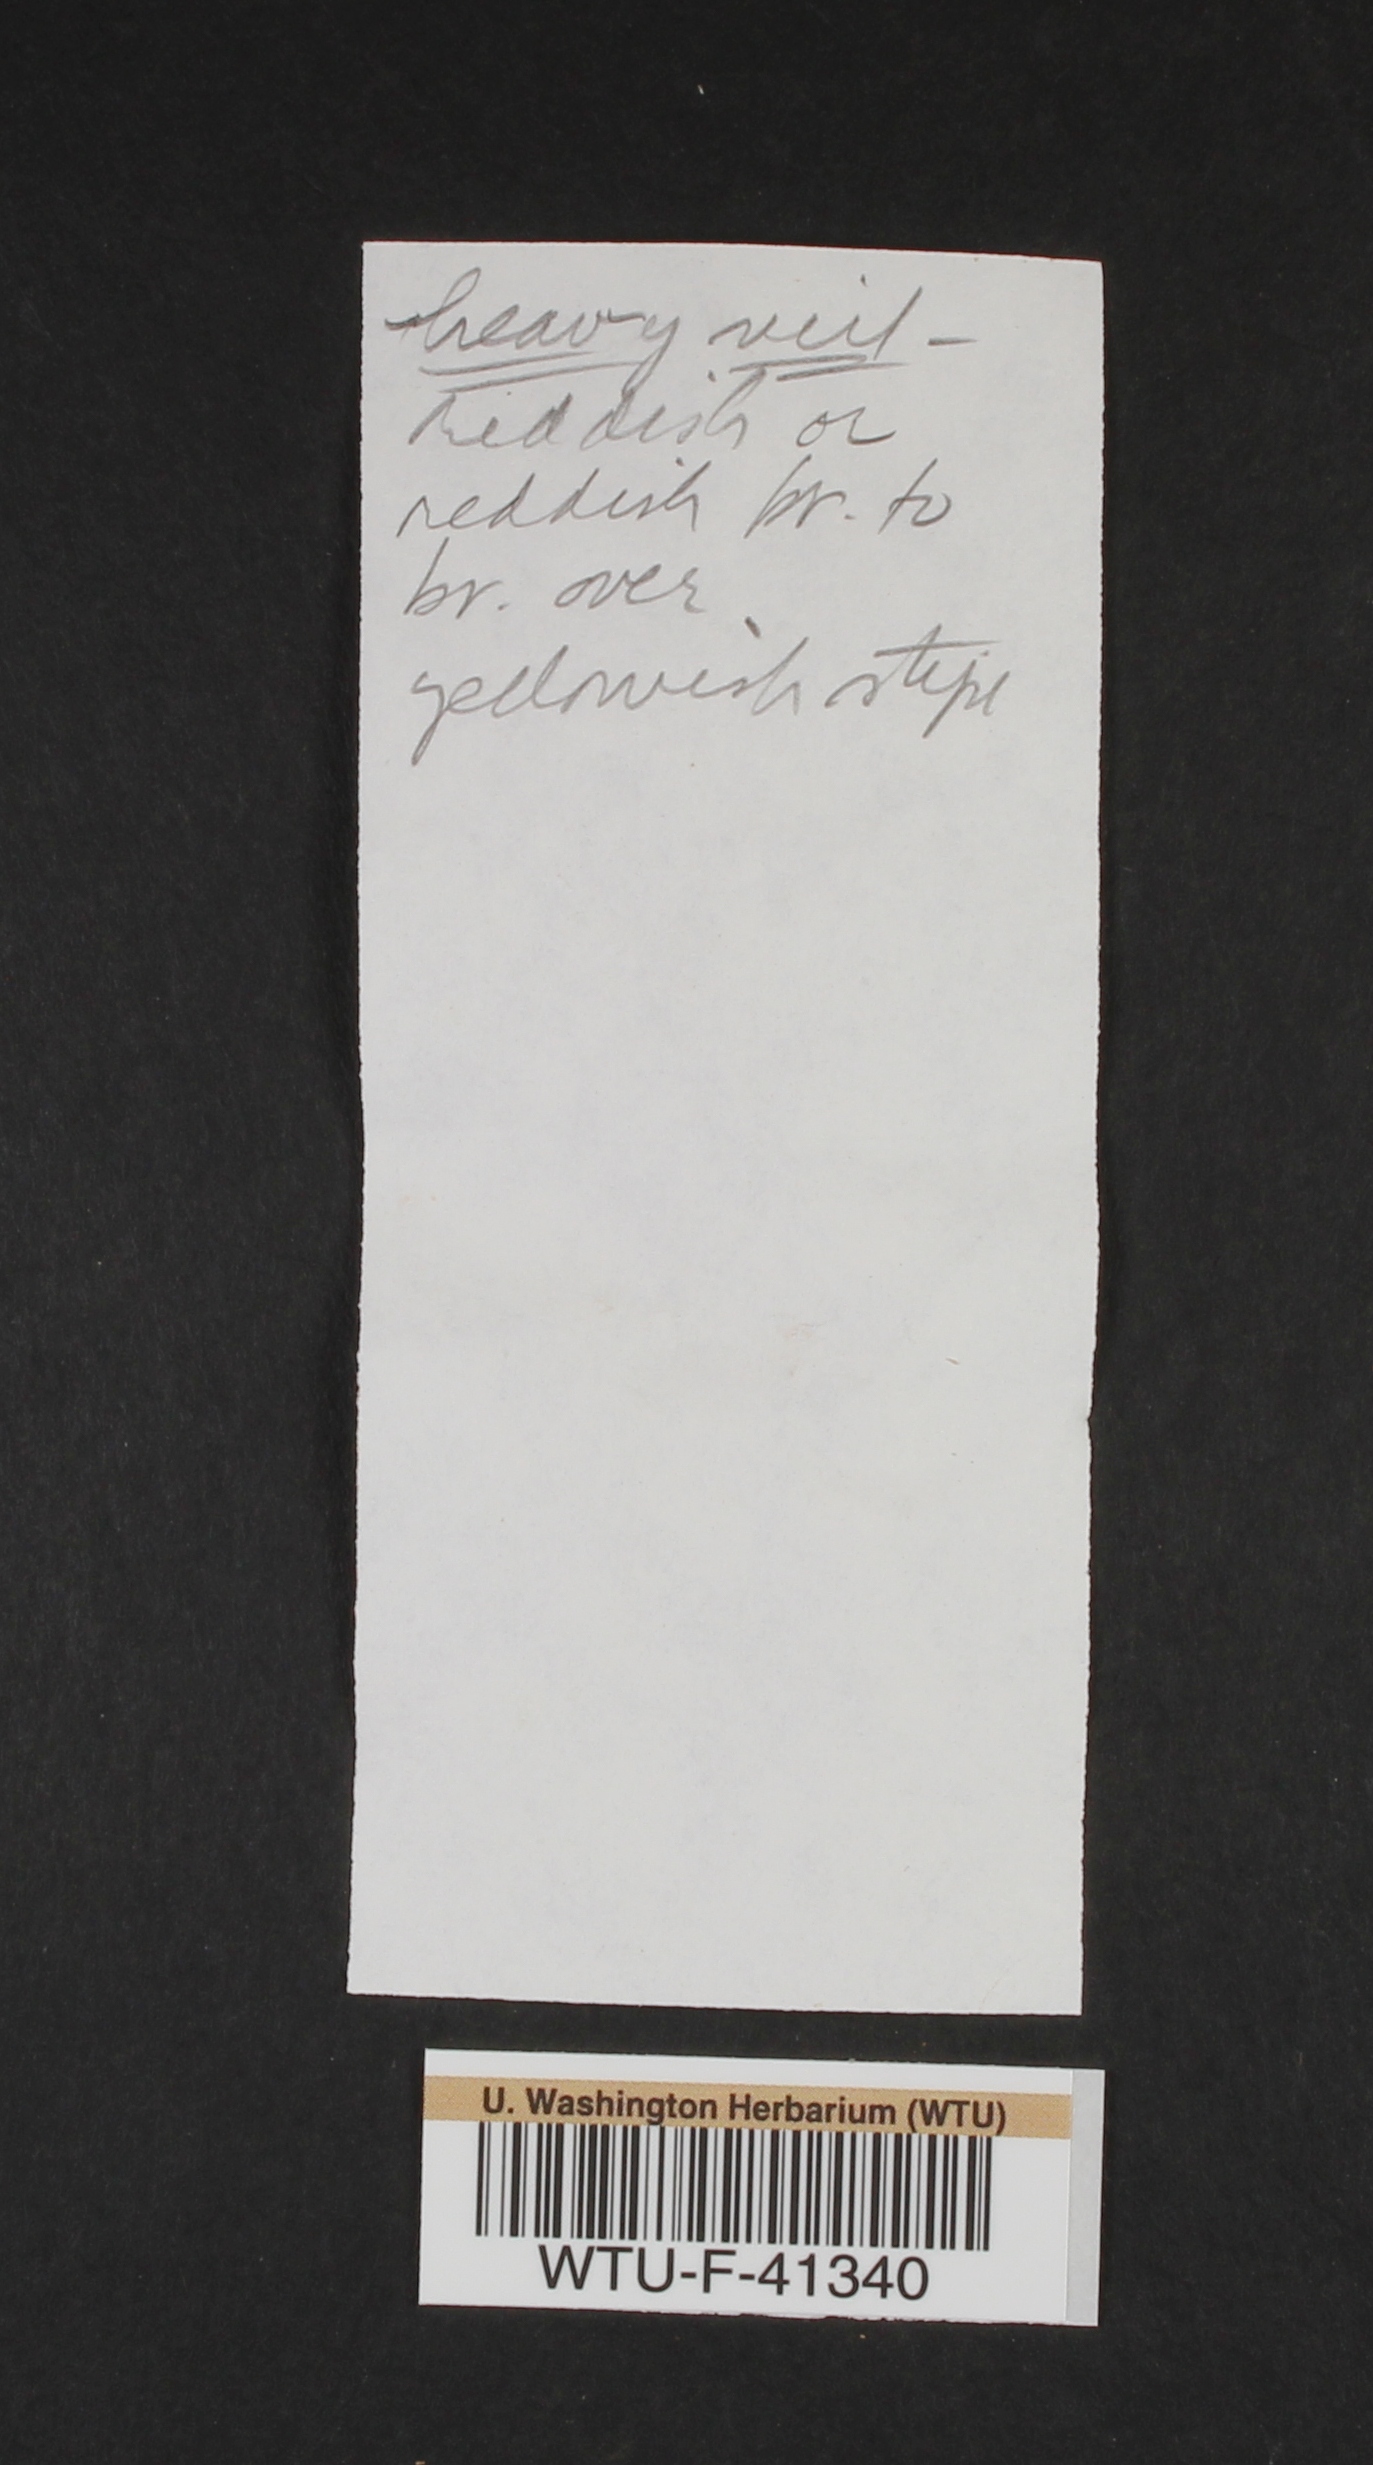 heavy veil -
reddish or
reddish br. to
br. over
yellowish stipe
U. Washington Herbarium (WTU)
WTU-F-41340